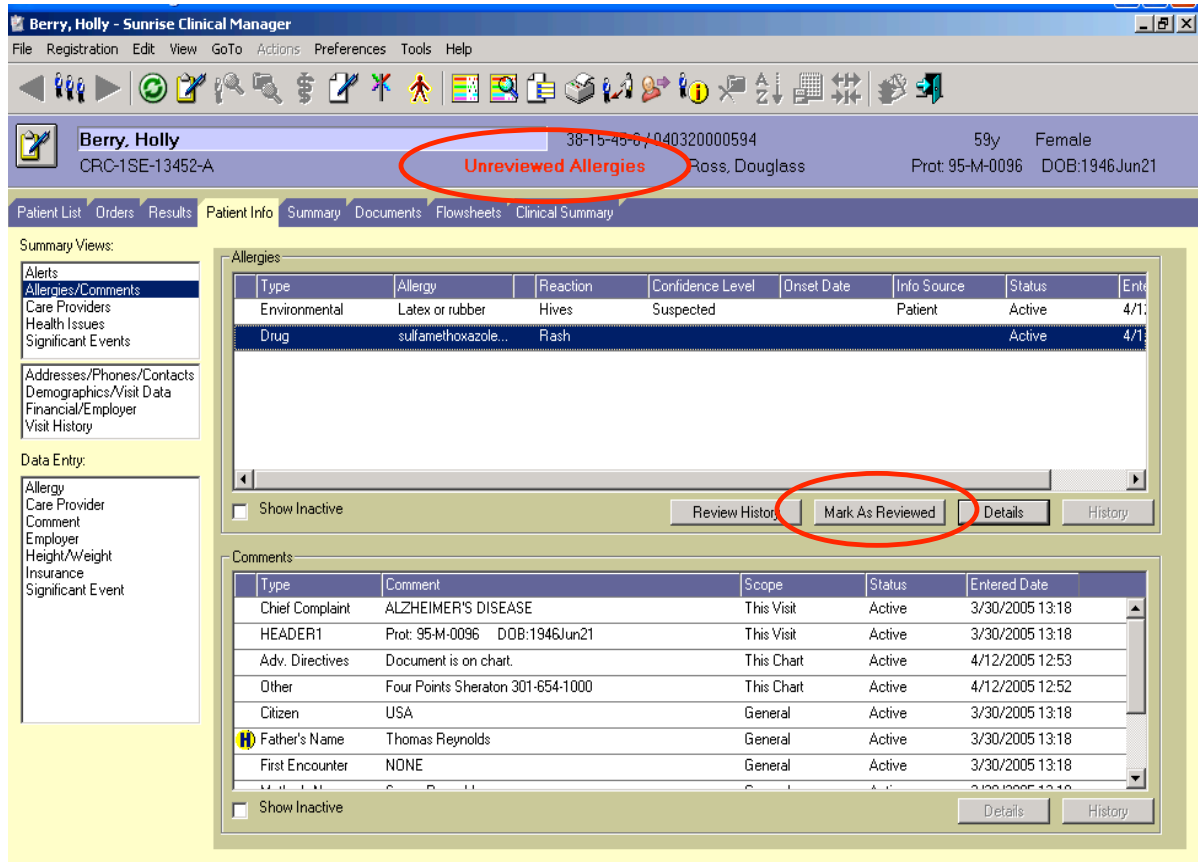 Berry, Holly - Sunrise Clinical Manager
File Registration Edit View GoTo Actions Preferences Tools Help
Berry, Holly 38-15-45-6 / 040320000594 59y Female
CRC-1SE-13452-A Unreviewed Allergies Ross, Douglass Prot: 95-M-0096 DOB:1946Jun21
Patient List Orders Results Patient Info Summary Documents Flowsheets Clinical Summary
Summary Views:
Alerts
Allergies/Comments
Care Providers
Health Issues
Significant Events
Addresses/Phones/Contacts
Demographics/Visit Data
Financial/Employer
Visit History
Data Entry:
Allergy
Care Provider
Comment
Employer
Height/Weight
Insurance
Significant Event
Allergies
Type Allergy Reaction Confidence Level Onset Date Info Source Status Ente
Environmental Latex or rubber Hives Suspected Patient Active 4/1
Drug sulfamethoxazole... Rash Active 4/1
Show Inactive Review History Mark As Reviewed Details History
Comments
Type Comment Scope Status Entered Date
Chief Complaint ALZHEIMER'S DISEASE This Visit Active 3/30/2005 13:18
HEADER1 Prot: 95-M-0096 DOB:1946Jun21 This Visit Active 3/30/2005 13:18
Adv. Directives Document is on chart. This Chart Active 4/12/2005 12:53
Other Four Points Sheraton 301-654-1000 This Chart Active 4/12/2005 12:52
Citizen USA General Active 3/30/2005 13:18
H Father's Name Thomas Reynolds General Active 3/30/2005 13:18
First Encounter NONE General Active 3/30/2005 13:18
Show Inactive Details History